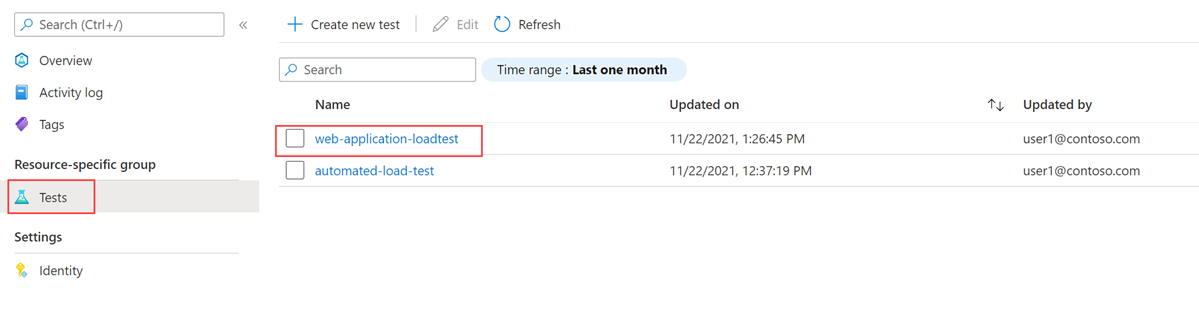 Search (Ctrl+/)
«
Overview
Activity log
Tags
Resource-specific group
Tests
Settings
Identity
Create new test
Edit
Refresh
Search
Time range : Last one month
Name Updated on Updated by
web-application-loadtest 11/22/2021, 1:26:45 PM user1@contoso.com
automated-load-test 11/22/2021, 12:37:19 PM user1@contoso.com